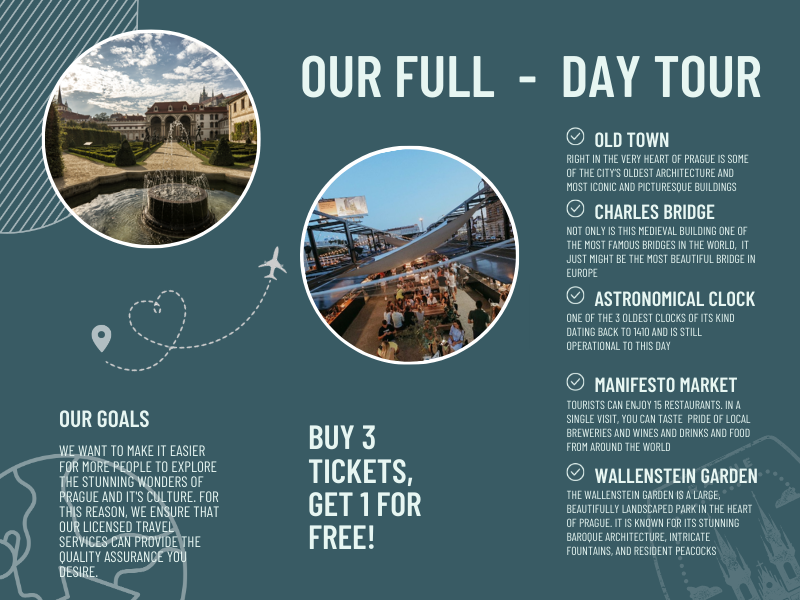 OUR FULL - DAY TOUR
OUR GOALS
WE WANT TO MAKE IT EASIER
FOR MORE PEOPLE TO EXPLORE
THE STUNNING WONDERS OF
PRAGUE AND IT'S CULTURE. FOR
THIS REASON, WE ENSURE THAT
OUR LICENSED TRAVEL
SERVICES CAN PROVIDE THE
QUALITY ASSURANCE YOU
DESIRE.
BUY 3
TICKETS,
GET 1 FOR
FREE!
OLD TOWN
RIGHT IN THE VERY HEART OF PRAGUE IS SOME
OF THE CITY'S OLDEST ARCHITECTURE AND
MOST ICONIC AND PICTURESQUE BUILDINGS
CHARLES BRIDGE
NOT ONLY IS THIS MEDIEVAL BUILDING ONE OF
THE MOST FAMOUS BRIDGES IN THE WORLD, IT
JUST MIGHT BE THE MOST BEAUTIFUL BRIDGE IN
EUROPE
ASTRONOMICAL CLOCK
ONE OF THE 3 OLDEST CLOCKS OF ITS KIND
DATING BACK TO 1410 AND IS STILL
OPERATIONAL TO THIS DAY
MANIFESTO MARKET
TOURISTS CAN ENJOY 15 RESTAURANTS. IN A
SINGLE VISIT, YOU CAN TASTE PRIDE OF LOCAL
BREWERIES AND WINES AND DRINKS AND FOOD
FROM AROUND THE WORLD
WALLENSTEIN GARDEN
THE WALLENSTEIN GARDEN IS A LARGE,
BEAUTIFULLY LANDSCAPED PARK IN THE HEART
OF PRAGUE. IT IS KNOWN FOR ITS STUNNING
BAROQUE ARCHITECTURE, INTRICATE
FOUNTAINS, AND RESIDENT PEACOCKS